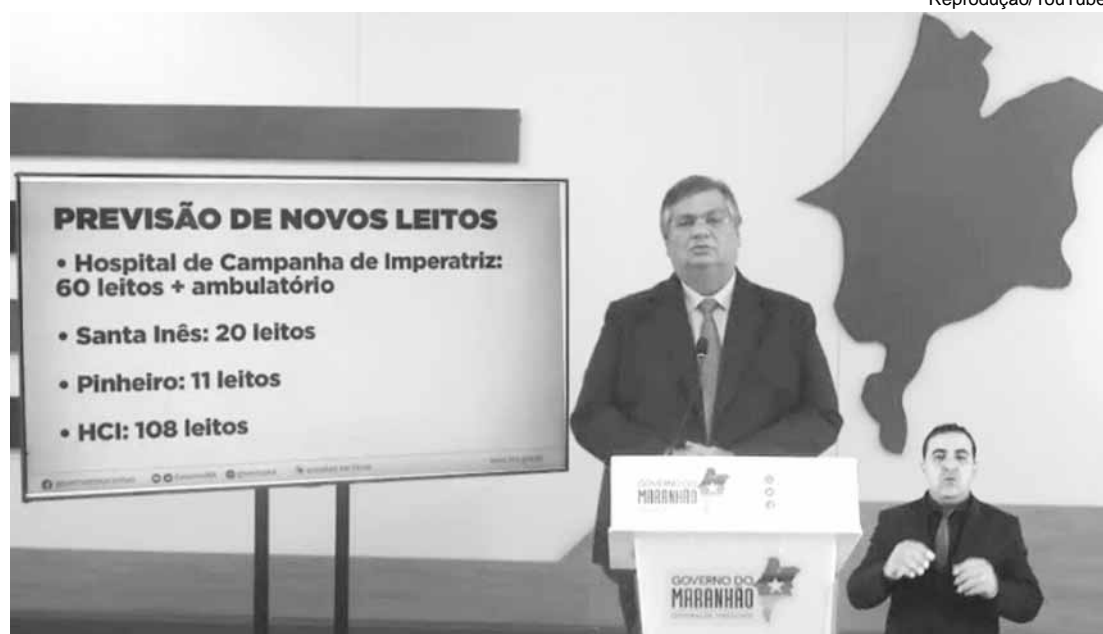 Reprodução/YouTube
PREVISÃO DE NOVOS LEITOS
• Hospital de Campanha de Imperatriz:
60 leitos + ambulatório
• Santa Inês: 20 leitos
• Pinheiro: 11 leitos
• HCI: 108 leitos
GOVERNO DO
MARANHÃO
GOVERNO DO
MARANHÃO